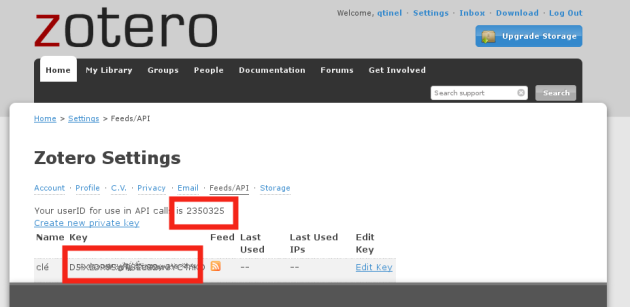 zotero
Welcome, qtinel · Settings · Inbox · Download · Log Out
Upgrade Storage
Home My Library Groups People Documentation Forums Get Involved
Search support Search
Home > Settings > Feeds/API
Zotero Settings
Account · Profile · C.V. · Privacy · Email · Feeds/API · Storage
Your userID for use in API calls is 2350325
Create new private key
Name Key Feed Last Used Last Used IPs Edit Key
clé -- -- Edit Key